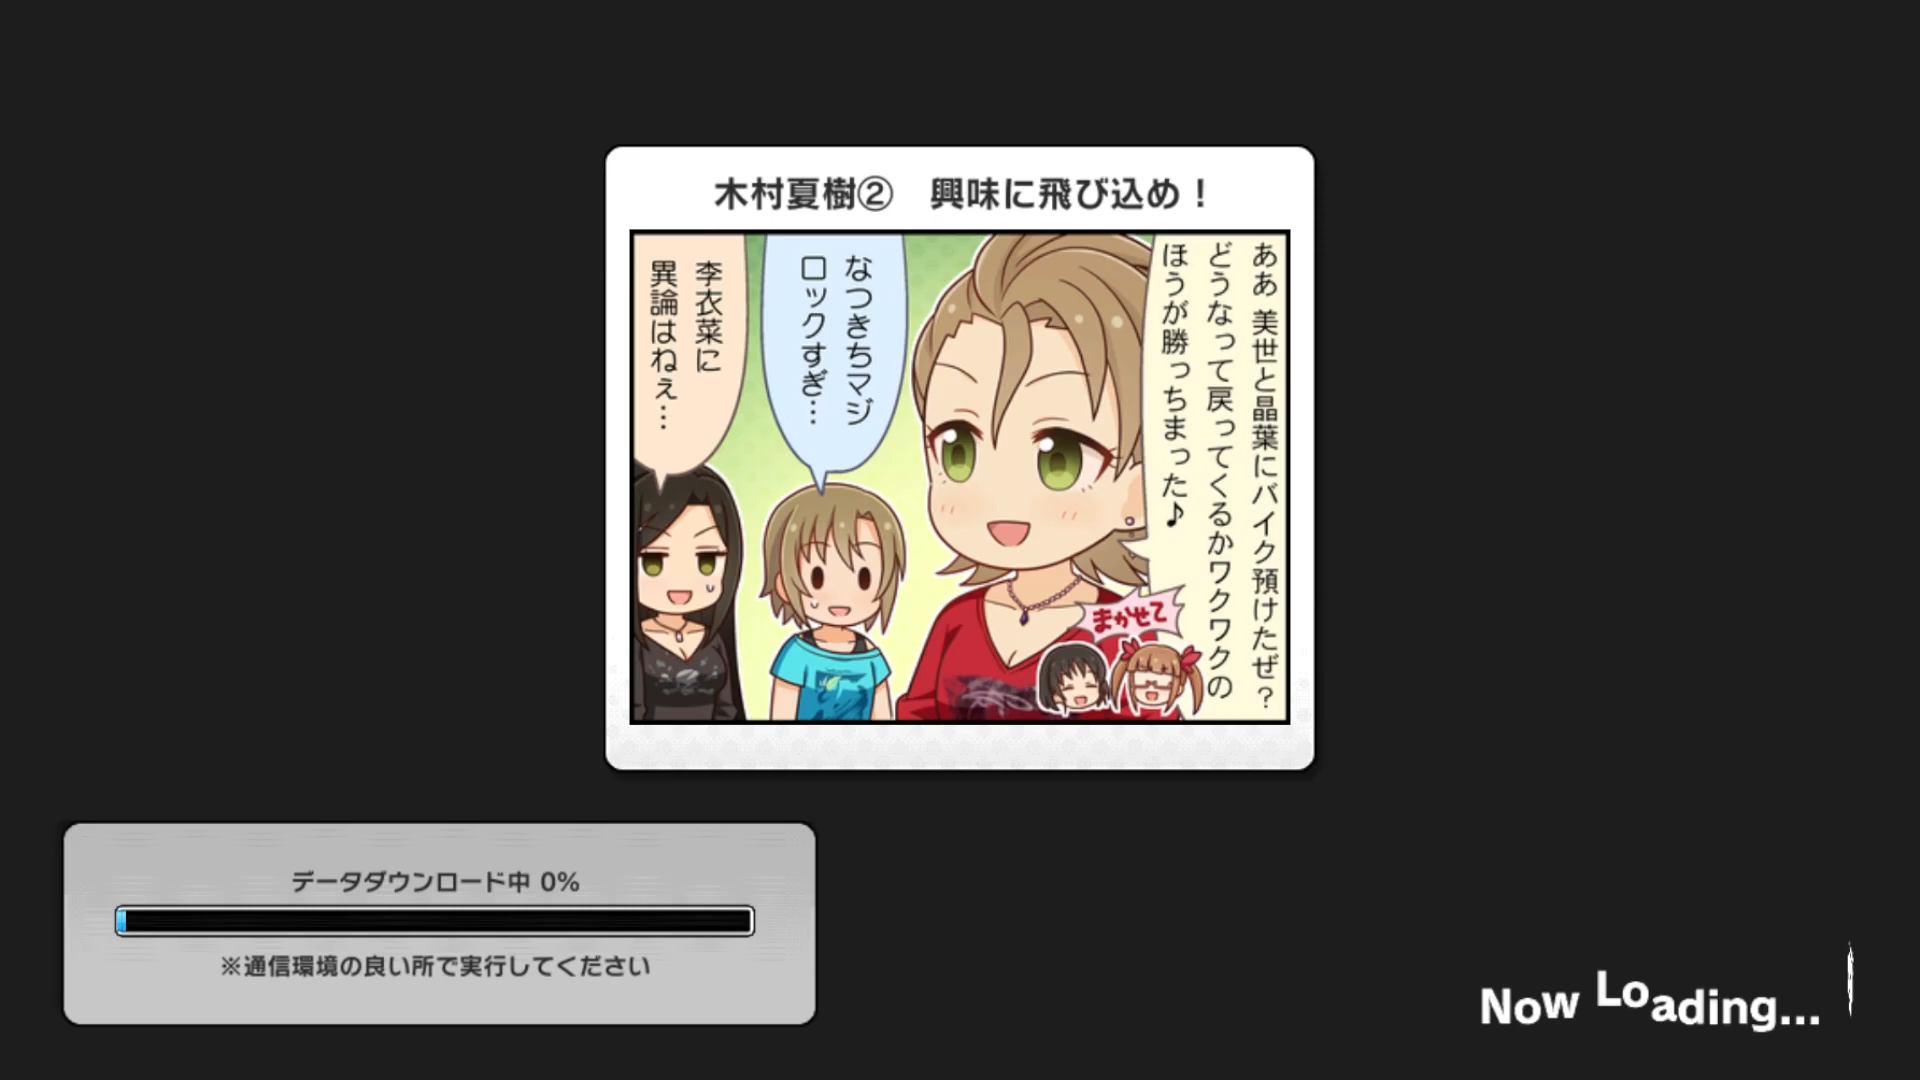 木村夏樹② 興味に飛び込め！
ああ 美世と晶葉にバイク預けたぜ？
どうなって戻ってくるかワクワクの
ほうが勝っちまった♪
まかせて
なつきちマジ
ロックすぎ…
李衣菜に
異論はねぇ…
データダウンロード中 0%
※通信環境の良い所で実行してください
Now Loading...